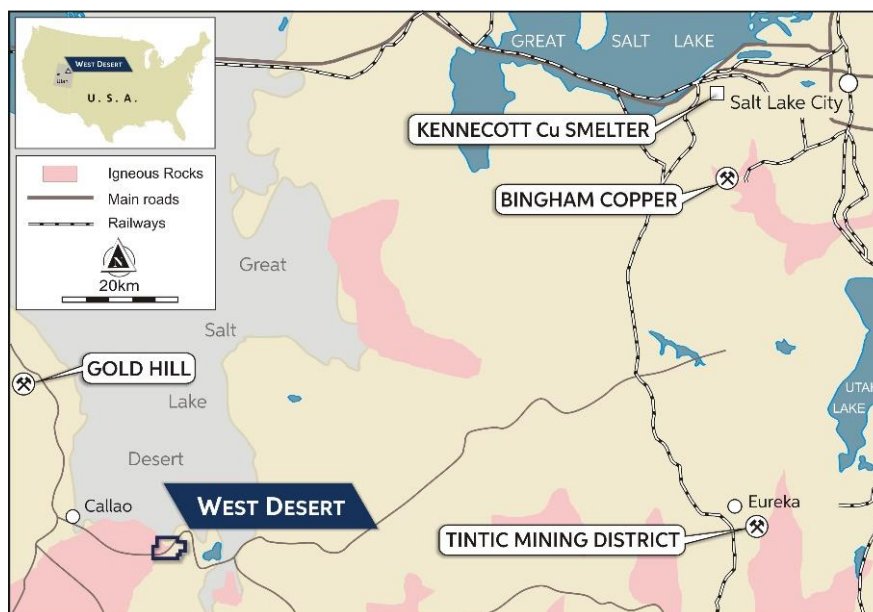 WEST DESERT
Utah
U. S. A.
Igneous Rocks
Main roads
Railways
N
20km
GREAT SALT LAKE
Salt Lake City
KENNECOTT Cu SMELTER
BINGHAM COPPER
Great
Salt
Lake
Desert
GOLD HILL
UTAH
LAKE
Callao
WEST DESERT
Eureka
TINTIC MINING DISTRICT